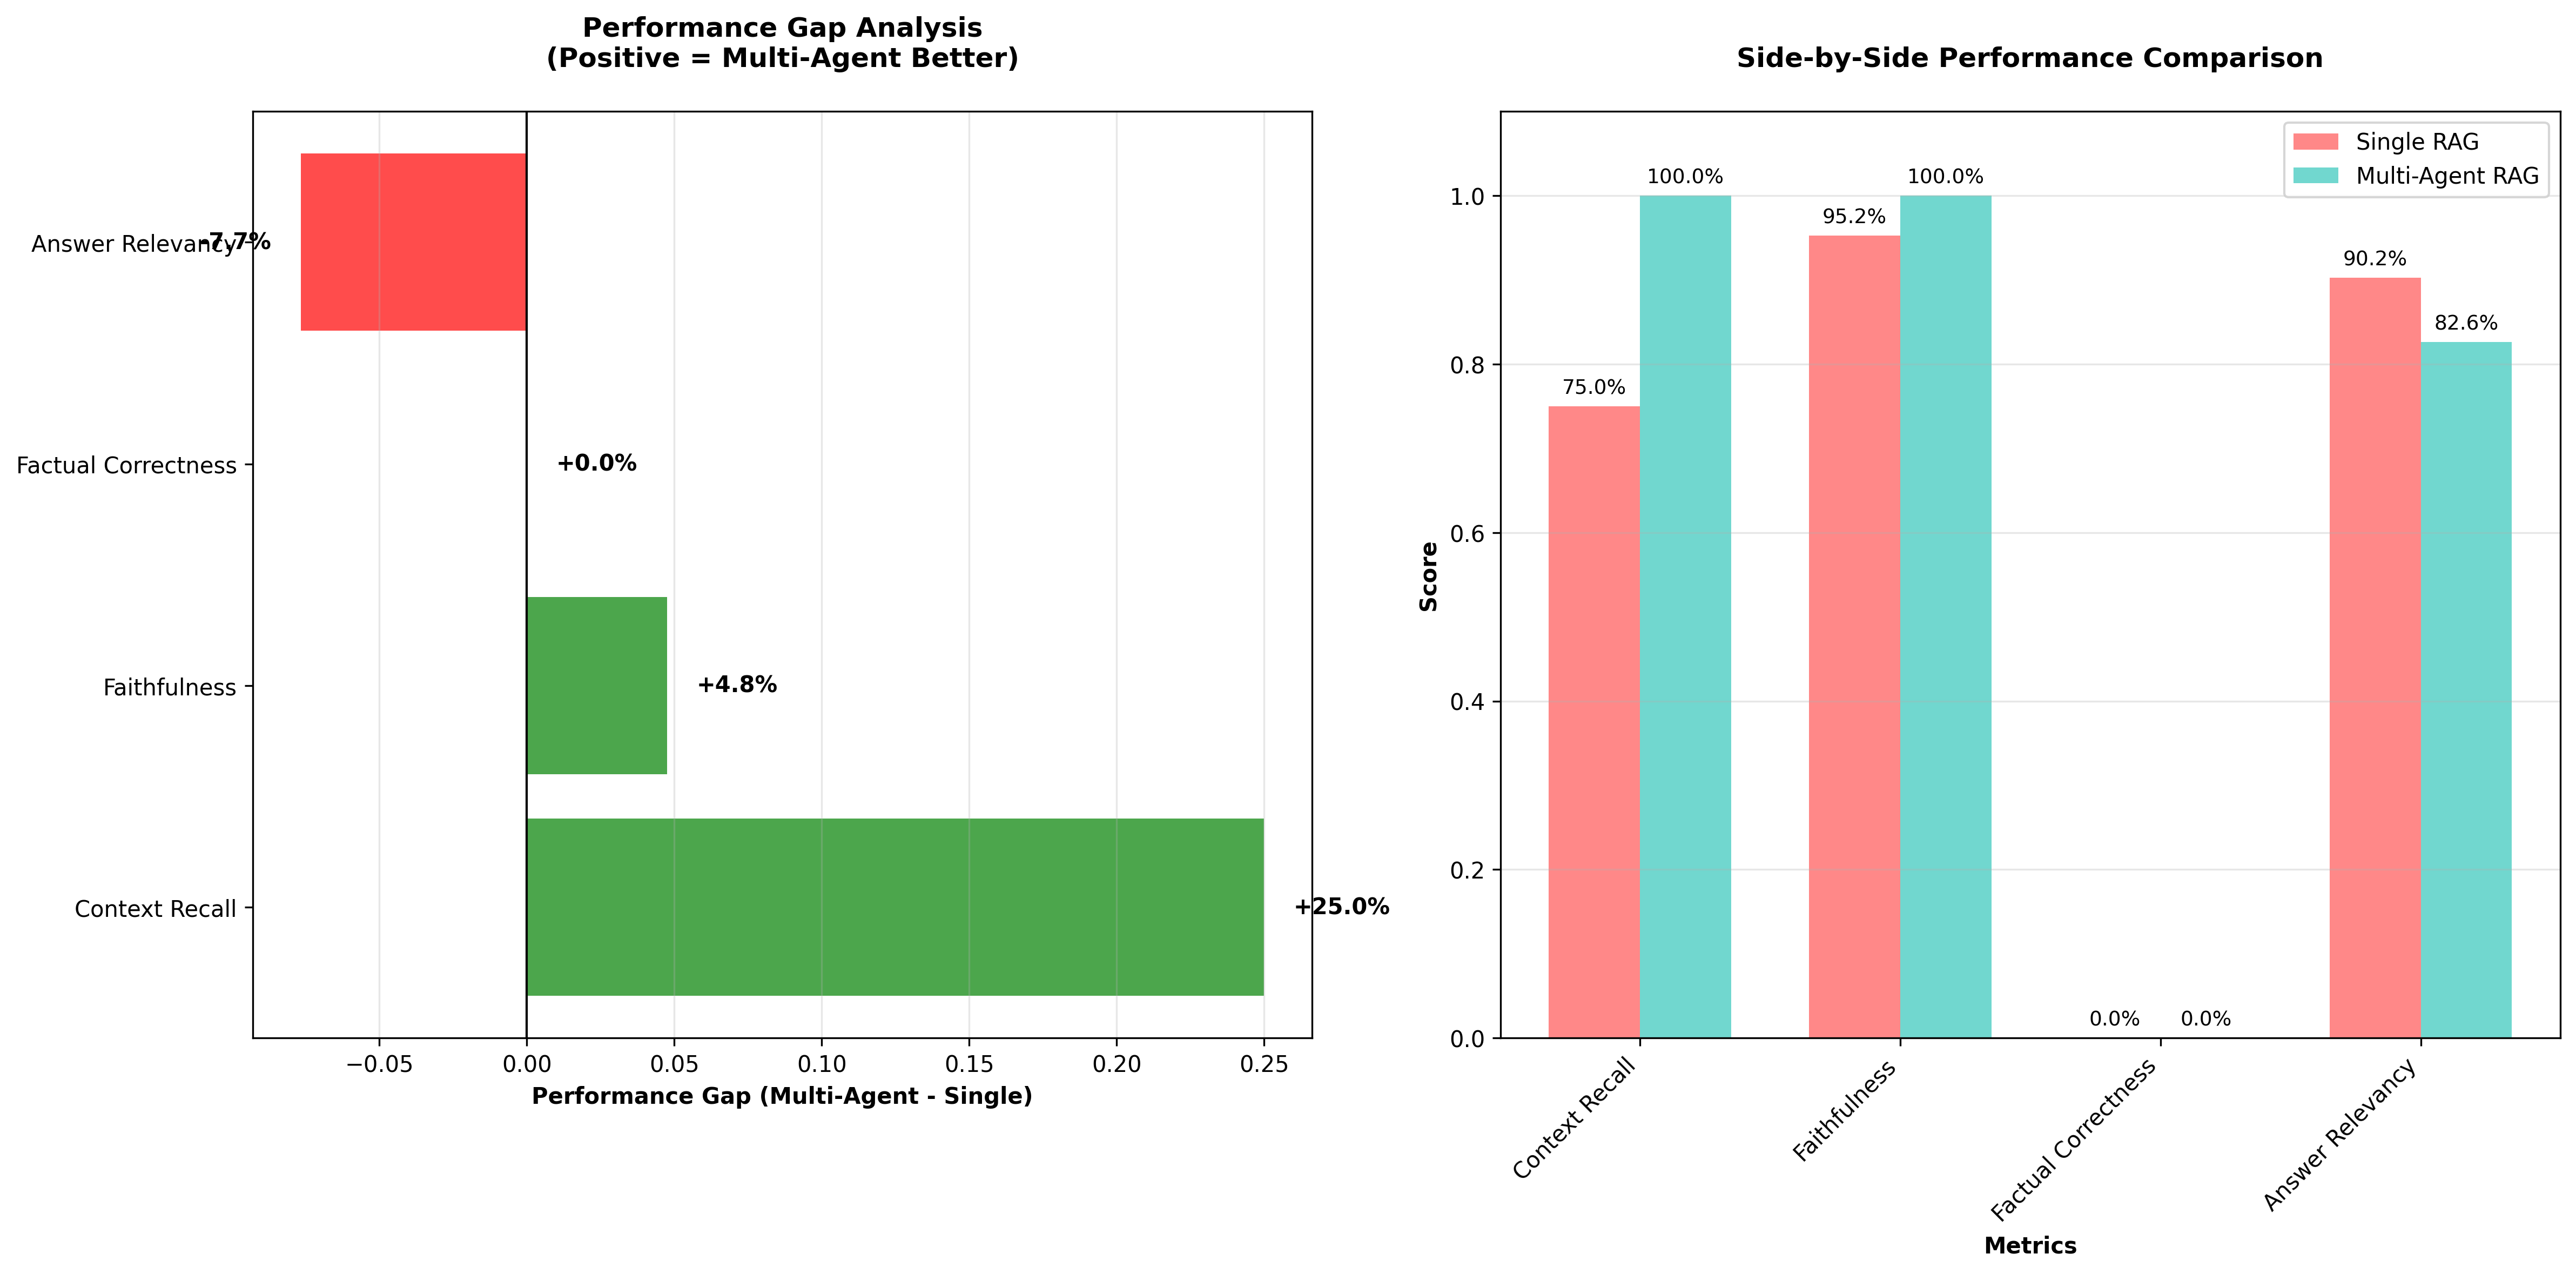 Performance Gap Analysis
(Positive = Multi-Agent Better)
Answer Relevancy
-7.7%
Factual Correctness
+0.0%
Faithfulness
+4.8%
Context Recall
+25.0%
−0.05
0.00
0.05
0.10
0.15
0.20
0.25
Performance Gap (Multi-Agent - Single)
Side-by-Side Performance Comparison
Single RAG
Multi-Agent RAG
Score
1.0
0.8
0.6
0.4
0.2
0.0
75.0%
100.0%
95.2%
100.0%
0.0%
0.0%
90.2%
82.6%
Context Recall
Faithfulness
Factual Correctness
Answer Relevancy
Metrics